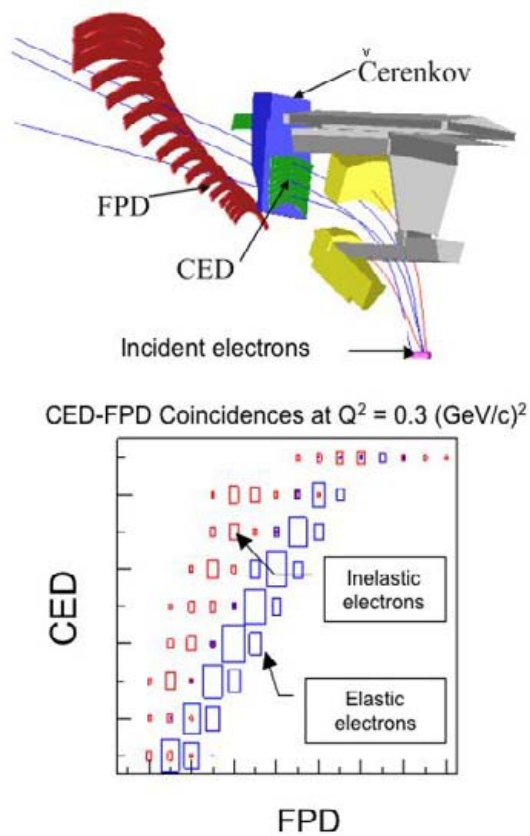 Čerenkov
FPD
CED
Incident electrons
CED-FPD Coincidences at Q² = 0.3 (GeV/c)²
CED
Inelastic
electrons
Elastic
electrons
FPD